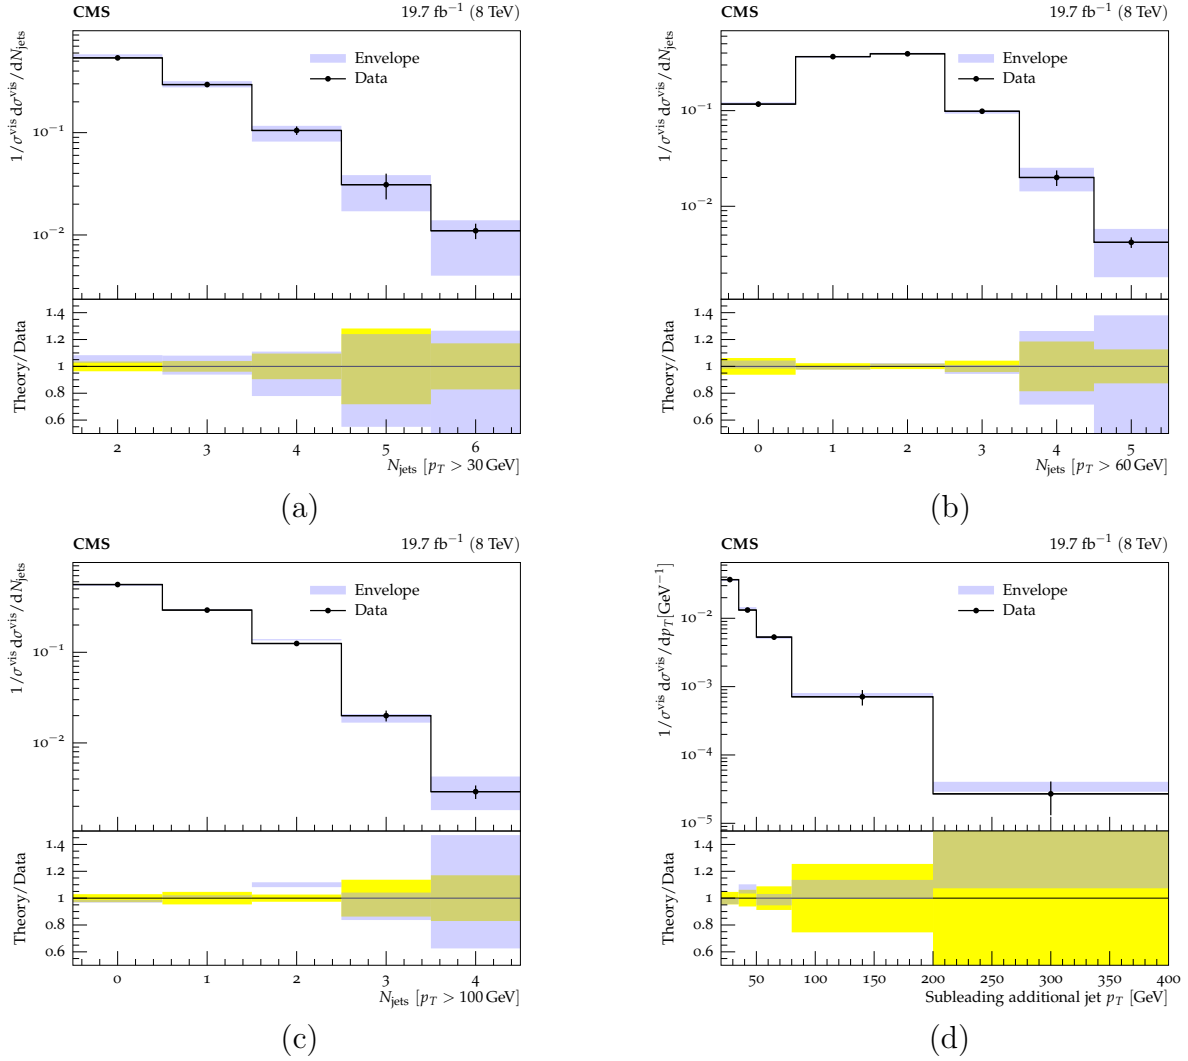 CMS 19.7 fb⁻¹ (8 TeV)
1/σ^vis dσ^vis/dN_jets
Envelope
Data
10⁻¹
10⁻²
Theory/Data
1.4
1.2
1
0.8
0.6
2 3 4 5 6
N_jets [p_T > 30 GeV]
(a)
CMS 19.7 fb⁻¹ (8 TeV)
1/σ^vis dσ^vis/dN_jets
Envelope
Data
10⁻¹
10⁻²
Theory/Data
1.4
1.2
1
0.8
0.6
0 1 2 3 4 5
N_jets [p_T > 60 GeV]
(b)
CMS 19.7 fb⁻¹ (8 TeV)
1/σ^vis dσ^vis/dN_jets
Envelope
Data
10⁻¹
10⁻²
Theory/Data
1.4
1.2
1
0.8
0.6
0 1 2 3 4
N_jets [p_T > 100 GeV]
(c)
CMS 19.7 fb⁻¹ (8 TeV)
1/σ^vis dσ^vis/dp_T[GeV⁻¹]
Envelope
Data
10⁻²
10⁻³
10⁻⁴
10⁻⁵
Theory/Data
1.4
1.2
1
0.8
0.6
50 100 150 200 250 300 350 400
Subleading additional jet p_T [GeV]
(d)